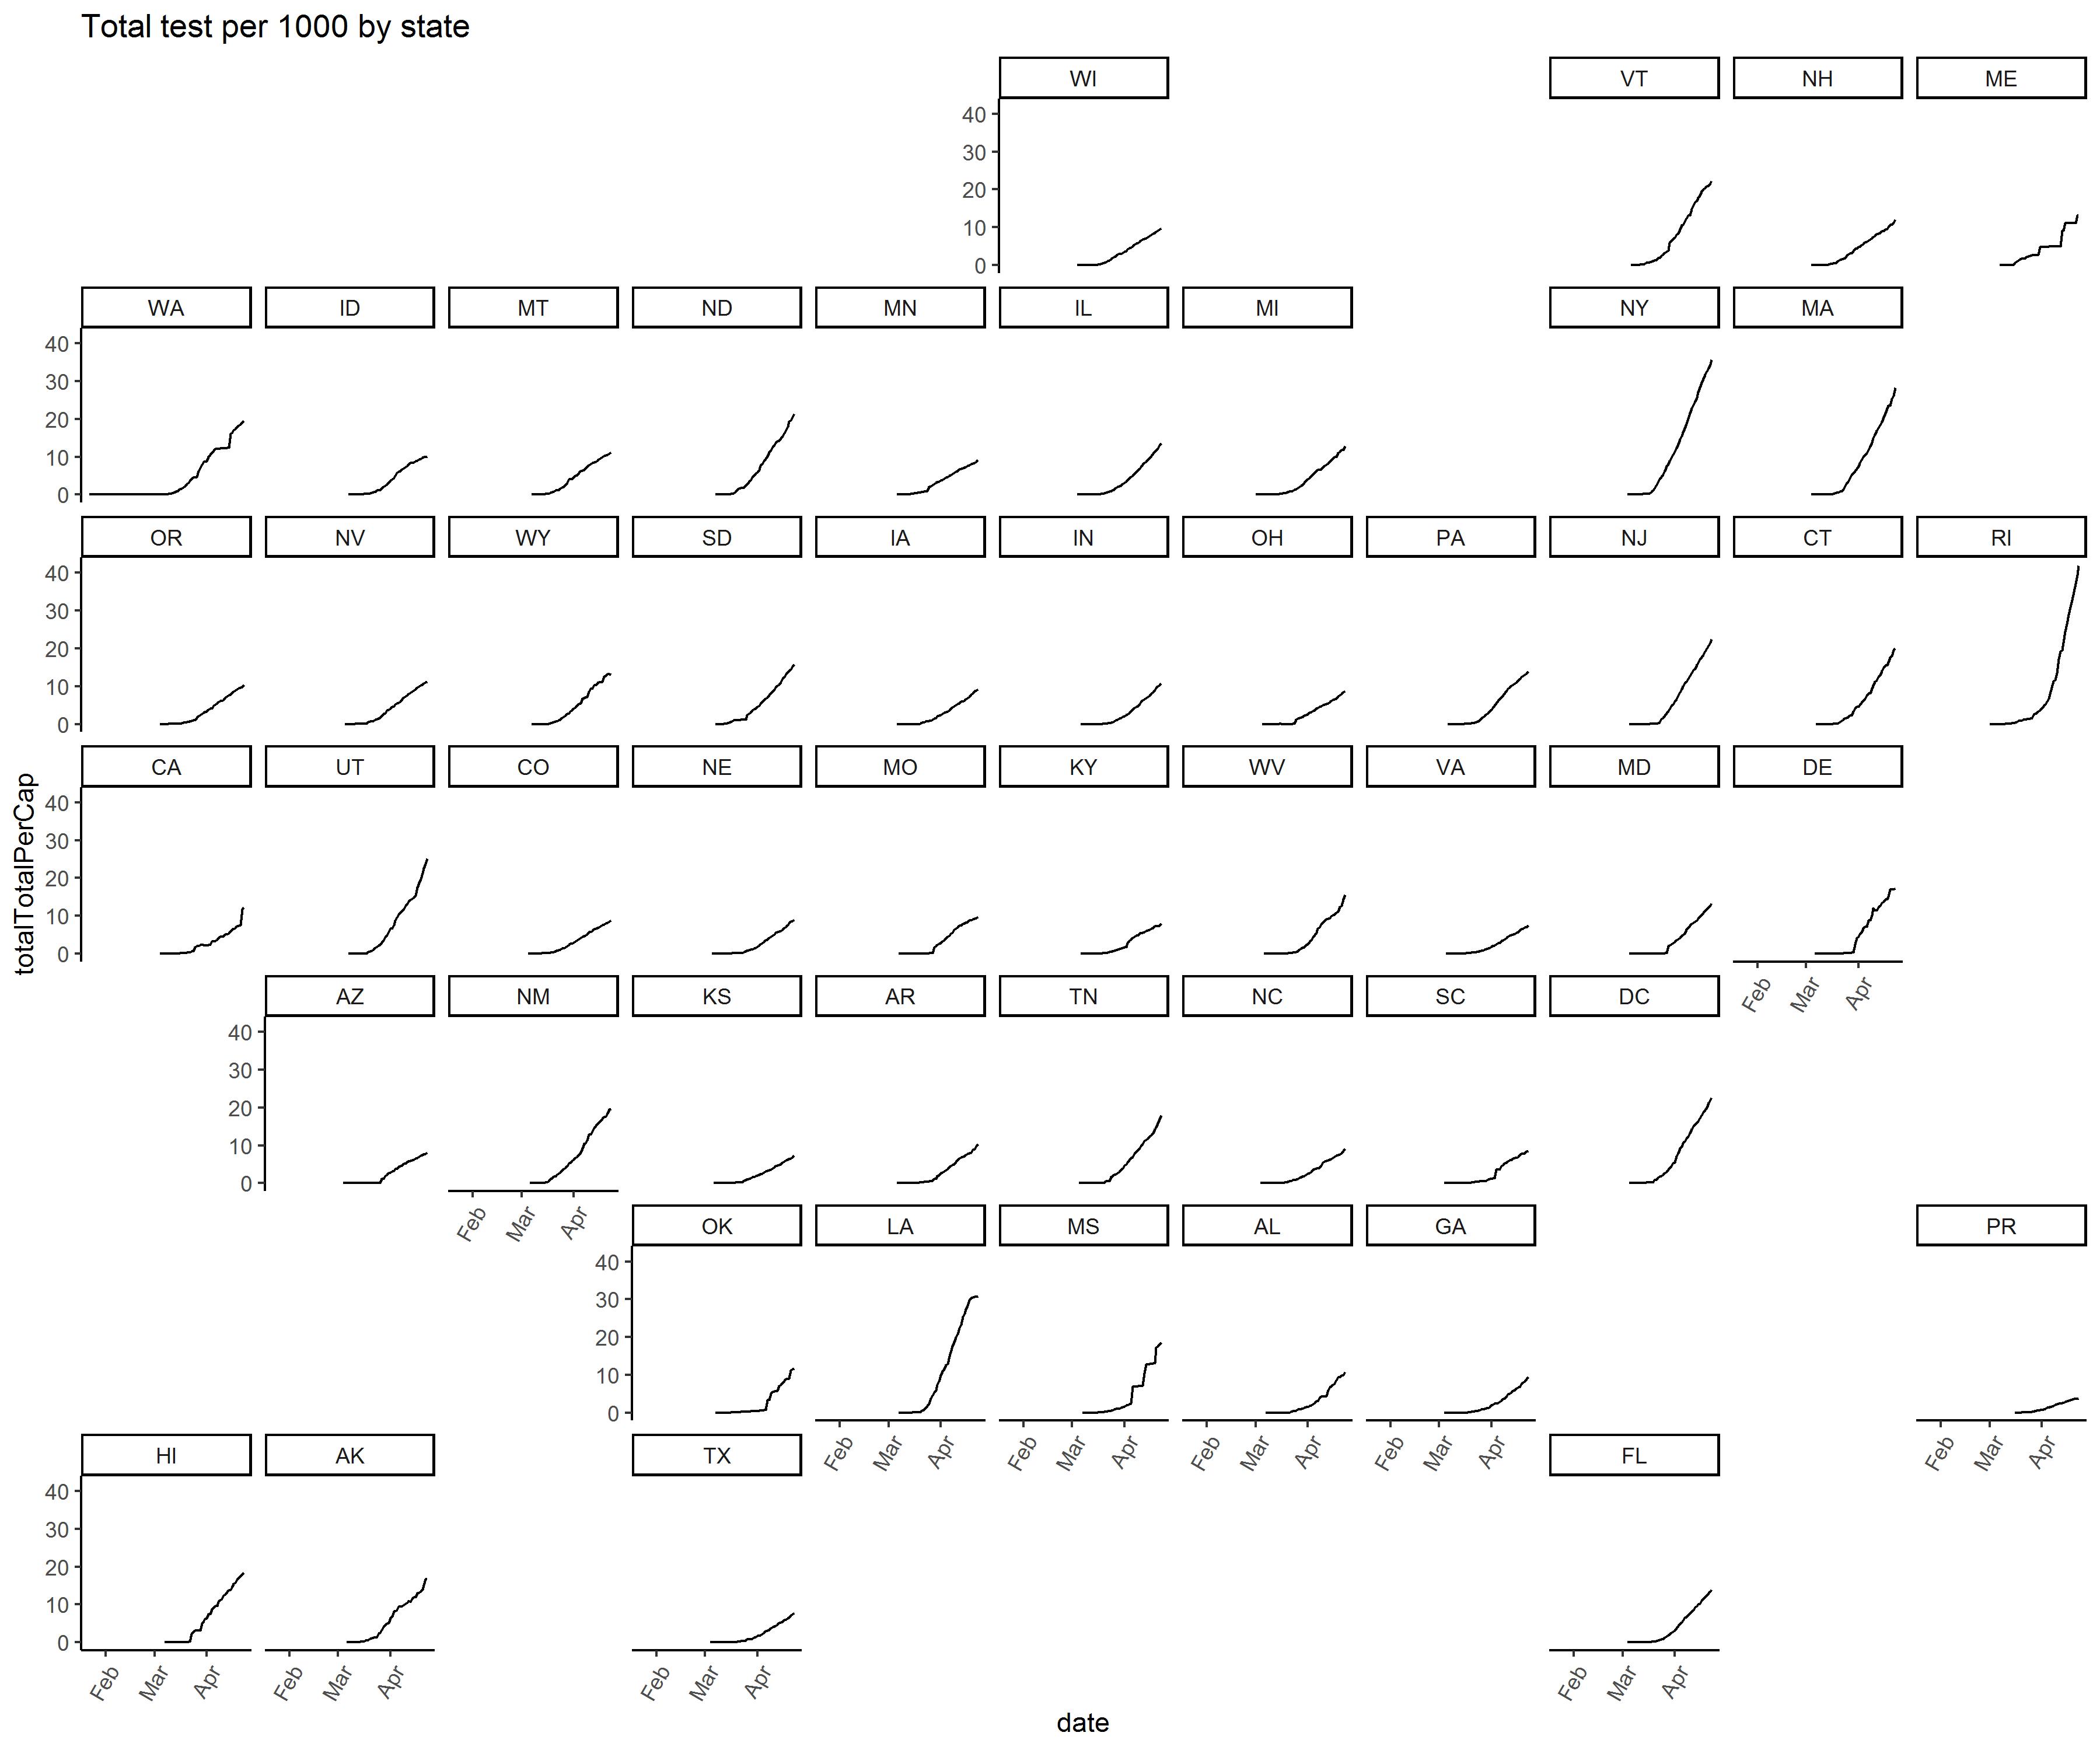 Total test per 1000 by state
WI VT NH ME
40
30
20
10
0
WA ID MT ND MN IL MI NY MA
40
30
20
10
0
OR NV WY SD IA IN OH PA NJ CT RI
40
30
20
10
0
CA UT CO NE MO KY WV VA MD DE
40
30
20
10
0
Feb Mar Apr
AZ NM KS AR TN NC SC DC
40
30
20
10
0
Feb Mar Apr
OK LA MS AL GA PR
40
30
20
10
0
Feb Mar Apr Feb Mar Apr Feb Mar Apr Feb Mar Apr Feb Mar Apr
HI AK TX FL
40
30
20
10
0
Feb Mar Apr Feb Mar Apr Feb Mar Apr Feb Mar Apr
totalTotalPerCap
date